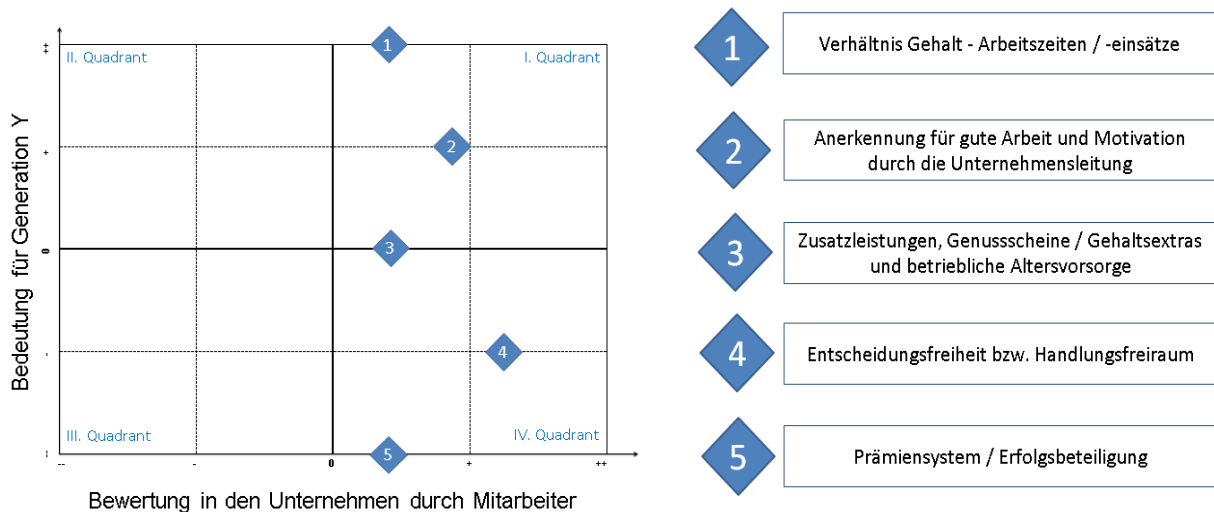 ++
II. Quadrant
1
I. Quadrant
+
2
Bedeutung für Generation Y
0
3
-
4
III. Quadrant
IV. Quadrant
5
--
--
-
0
+
++
Bewertung in den Unternehmen durch Mitarbeiter
1
Verhältnis Gehalt - Arbeitszeiten / -einsätze
2
Anerkennung für gute Arbeit und Motivation
durch die Unternehmensleitung
3
Zusatzleistungen, Genussscheine / Gehaltsextras
und betriebliche Altersvorsorge
4
Entscheidungsfreiheit bzw. Handlungsfreiraum
5
Prämiensystem / Erfolgsbeteiligung